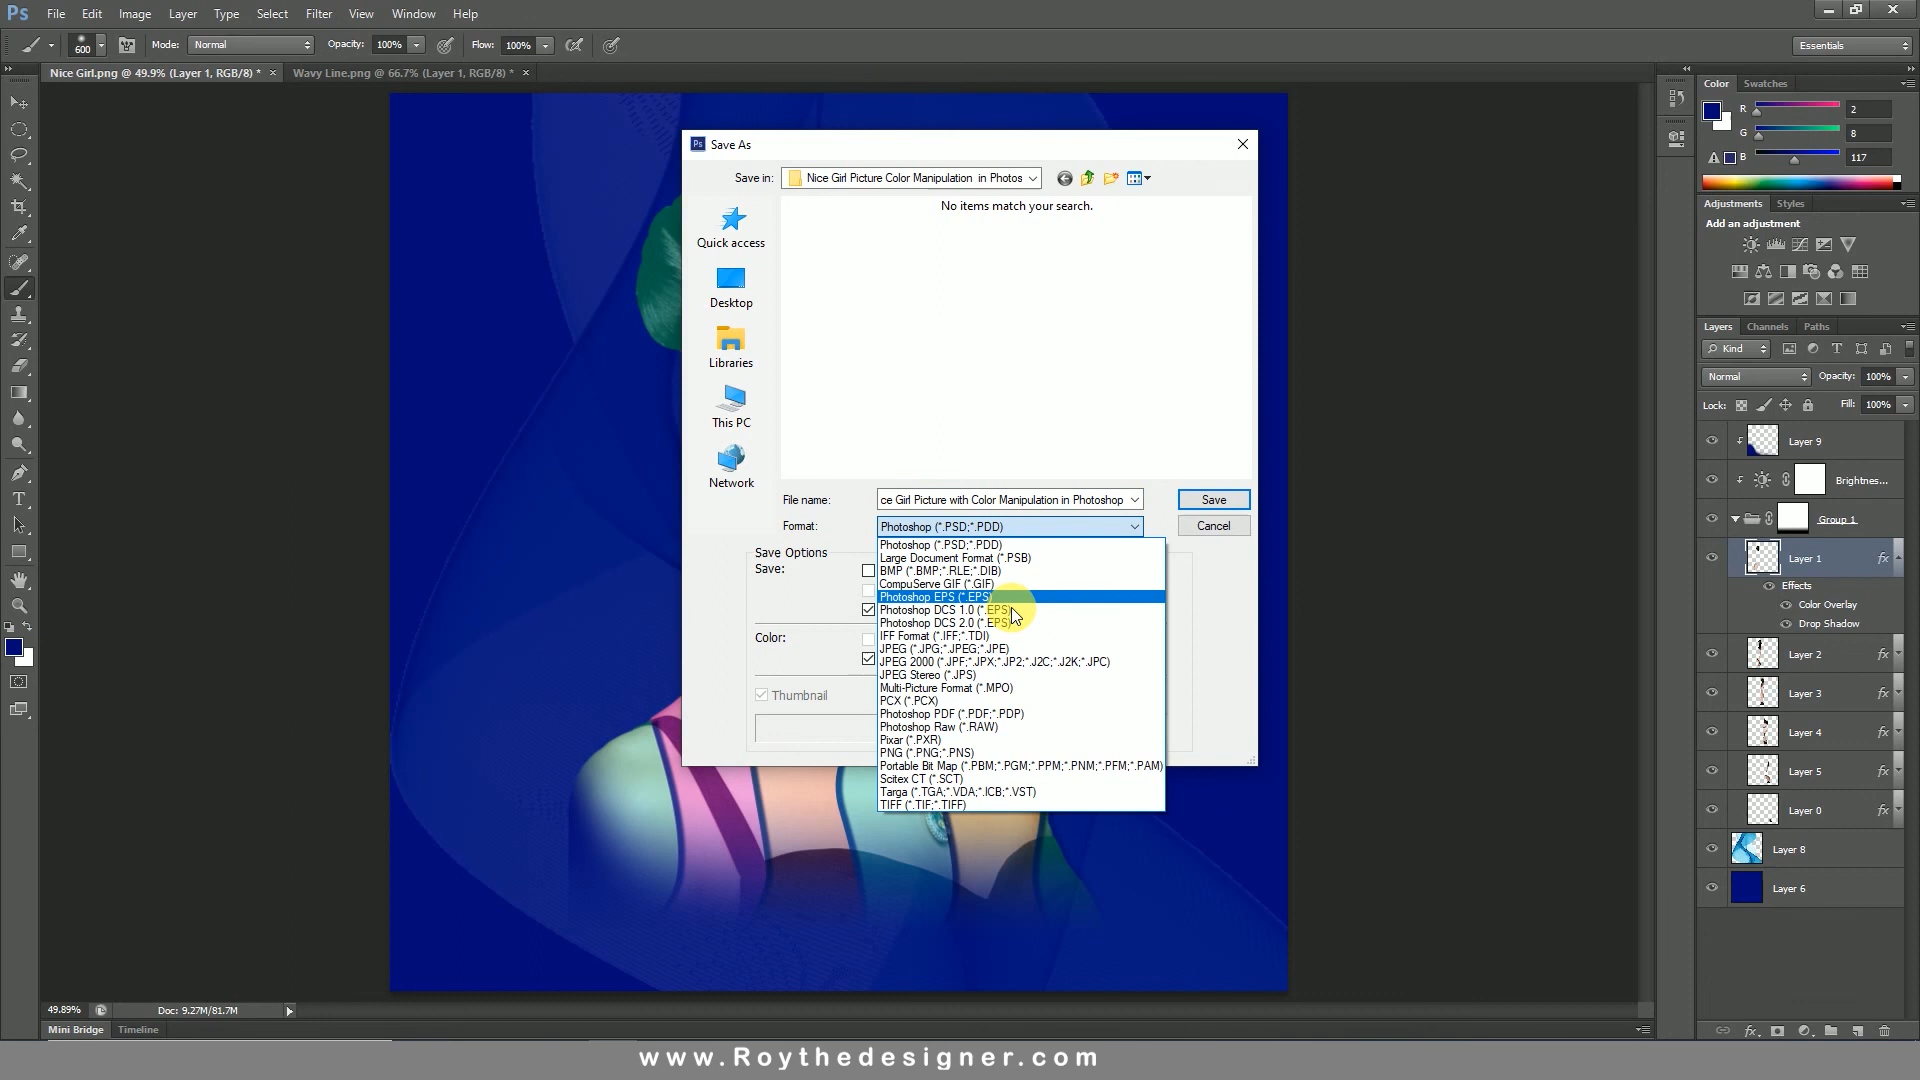 Ps File Edit Image Layer Type Select Filter View Window Help
600 Mode: Normal Opacity: 100% Flow: 100% Essentials
Nice Girl.png @ 49.9% (Layer 1, RGB/8) * × Wavy Line.png @ 66.7% (Layer 1, RGB/8) * ×
Ps Save As
Save in: Nice Girl Picture Color Manipulation in Photos
No items match your search.
Quick access
Desktop
Libraries
This PC
Network
File name: ce Girl Picture with Color Manipulation in Photoshop Save
Format: Photoshop (*.PSD;*.PDD) Cancel
Save Options
Save:
Color:
Thumbnail
Photoshop (*.PSD;*.PDD)
Large Document Format (*.PSB)
BMP (*.BMP;*.RLE;*.DIB)
CompuServe GIF (*.GIF)
Photoshop EPS (*.EPS)
Photoshop DCS 1.0 (*.EPS)
Photoshop DCS 2.0 (*.EPS)
IFF Format (*.IFF;*.TDI)
JPEG (*.JPG;*.JPEG;*.JPE)
JPEG 2000 (*.JPF;*.JPX;*.JP2;*.J2C;*.J2K;*.JPC)
JPEG Stereo (*.JPS)
Multi-Picture Format (*.MPO)
PCX (*.PCX)
Photoshop PDF (*.PDF;*.PDP)
Photoshop Raw (*.RAW)
Pixar (*.PXR)
PNG (*.PNG;*.PNS)
Portable Bit Map (*.PBM;*.PGM;*.PPM;*.PNM;*.PFM;*.PAM)
Scitex CT (*.SCT)
Targa (*.TGA;*.VDA;*.ICB;*.VST)
TIFF (*.TIF;*.TIFF)
Color Swatches
R 2
G 8
B 117
Adjustments Styles
Add an adjustment
Layers Channels Paths
Kind
Normal Opacity: 100%
Lock: Fill: 100%
Layer 9
Brightnes...
Group 1
Layer 1 fx
Effects
Color Overlay
Drop Shadow
Layer 2 fx
Layer 3 fx
Layer 4 fx
Layer 5 fx
Layer 0 fx
Layer 8
Layer 6
49.89% Doc: 9.27M/81.7M
Mini Bridge Timeline
www.Roythedesigner.com